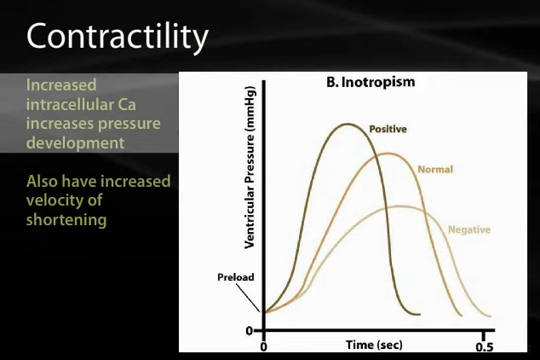 Contractility
Increased
intracellular Ca
increases pressure
development
Also have increased
velocity of
shortening
B. Inotropism
Ventricular Pressure (mmHg)
Positive
Normal
Negative
Preload
0
0
Time (sec)
0.5